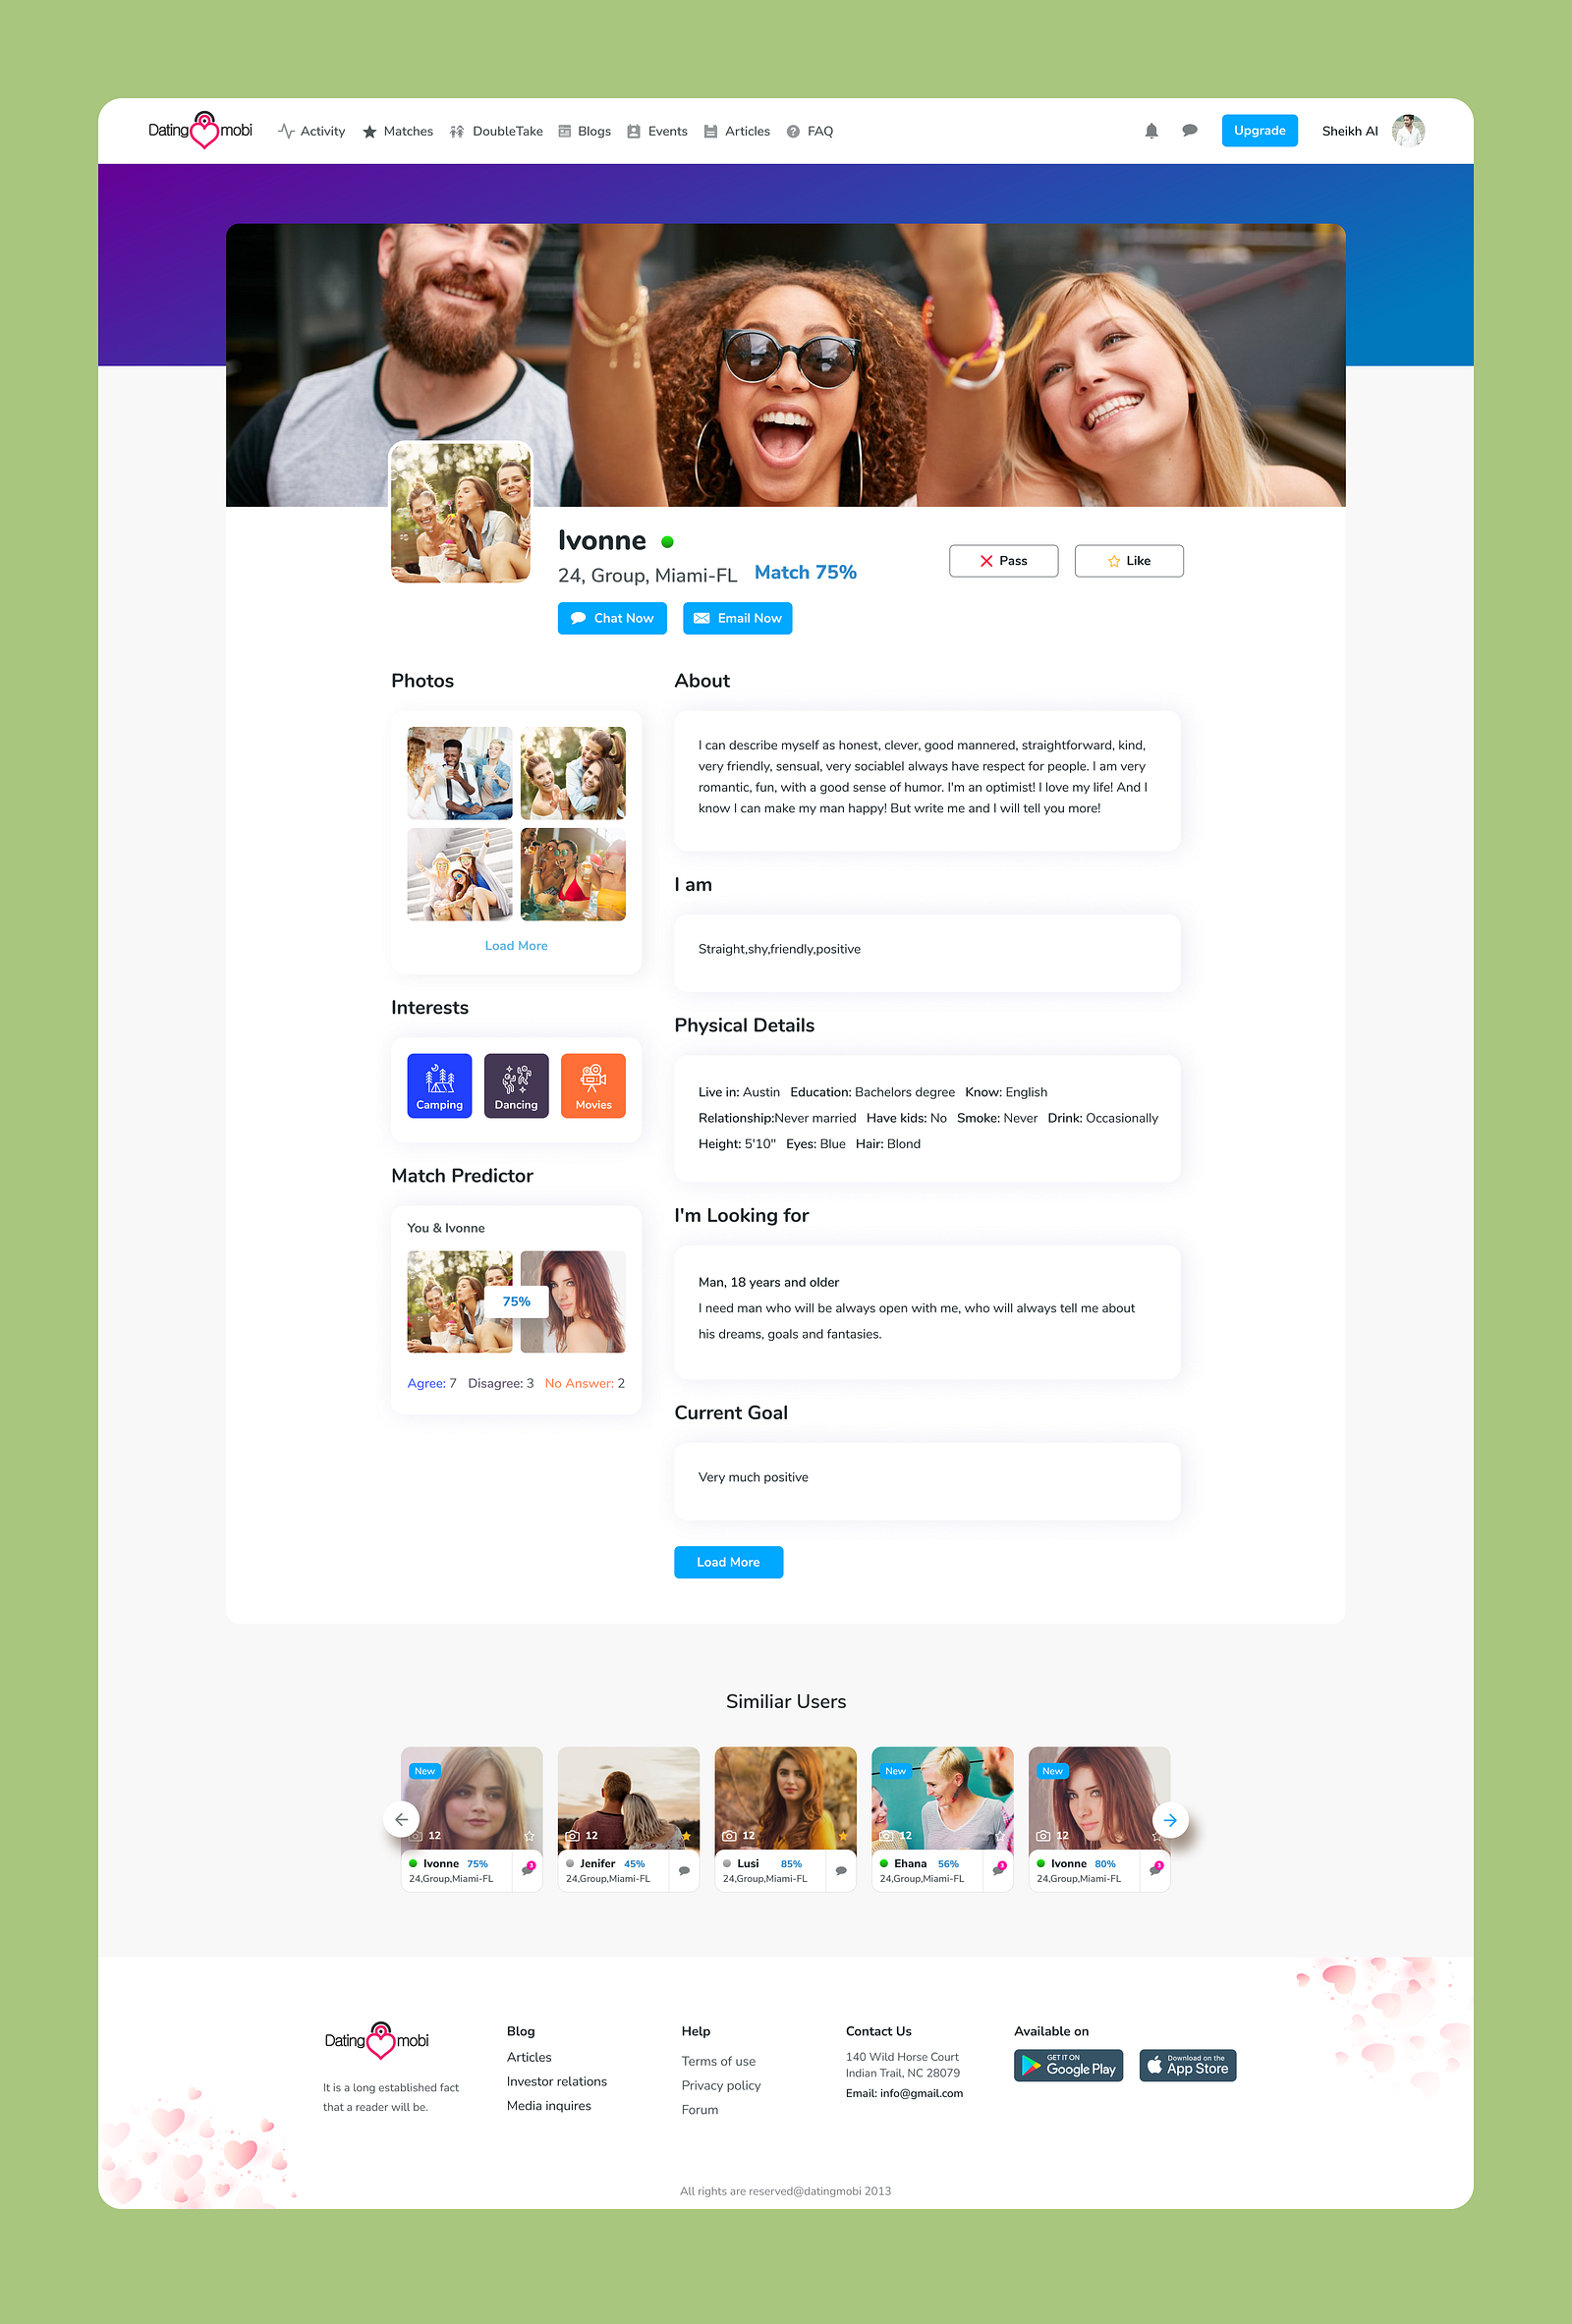 Dating mobi
Activity
Matches
DoubleTake
Blogs
Events
Articles
FAQ
Upgrade
Sheikh Al
Ivonne
24, Group, Miami-FL
Match 75%
Pass
Like
Chat Now
Email Now
Photos
Load More
Interests
Camping
Dancing
Movies
Match Predictor
You & Ivonne
75%
Agree: 7 Disagree: 3 No Answer: 2
About
I can describe myself as honest, clever, good mannered, straightforward, kind,
very friendly, sensual, very sociablel always have respect for people. I am very
romantic, fun, with a good sense of humor. I'm an optimist! I love my life! And I
know I can make my man happy! But write me and I will tell you more!
I am
Straight,shy,friendly,positive
Physical Details
Live in: Austin Education: Bachelors degree Know: English
Relationship:Never married Have kids: No Smoke: Never Drink: Occasionally
Height: 5'10" Eyes: Blue Hair: Blond
I'm Looking for
Man, 18 years and older
I need man who will be always open with me, who will always tell me about
his dreams, goals and fantasies.
Current Goal
Very much positive
Load More
Similiar Users
New
12
Ivonne 75%
24,Group,Miami-FL
3
12
Jenifer 45%
24,Group,Miami-FL
12
Lusi 85%
24,Group,Miami-FL
New
12
Ehana 56%
24,Group,Miami-FL
3
New
12
Ivonne 80%
24,Group,Miami-FL
3
Dating mobi
It is a long established fact
that a reader will be.
Blog
Articles
Investor relations
Media inquires
Help
Terms of use
Privacy policy
Forum
Contact Us
140 Wild Horse Court
Indian Trail, NC 28079
Email: info@gmail.com
Available on
GET IT ON
Google Play
Download on the
App Store
All rights are reserved@datingmobi 2013